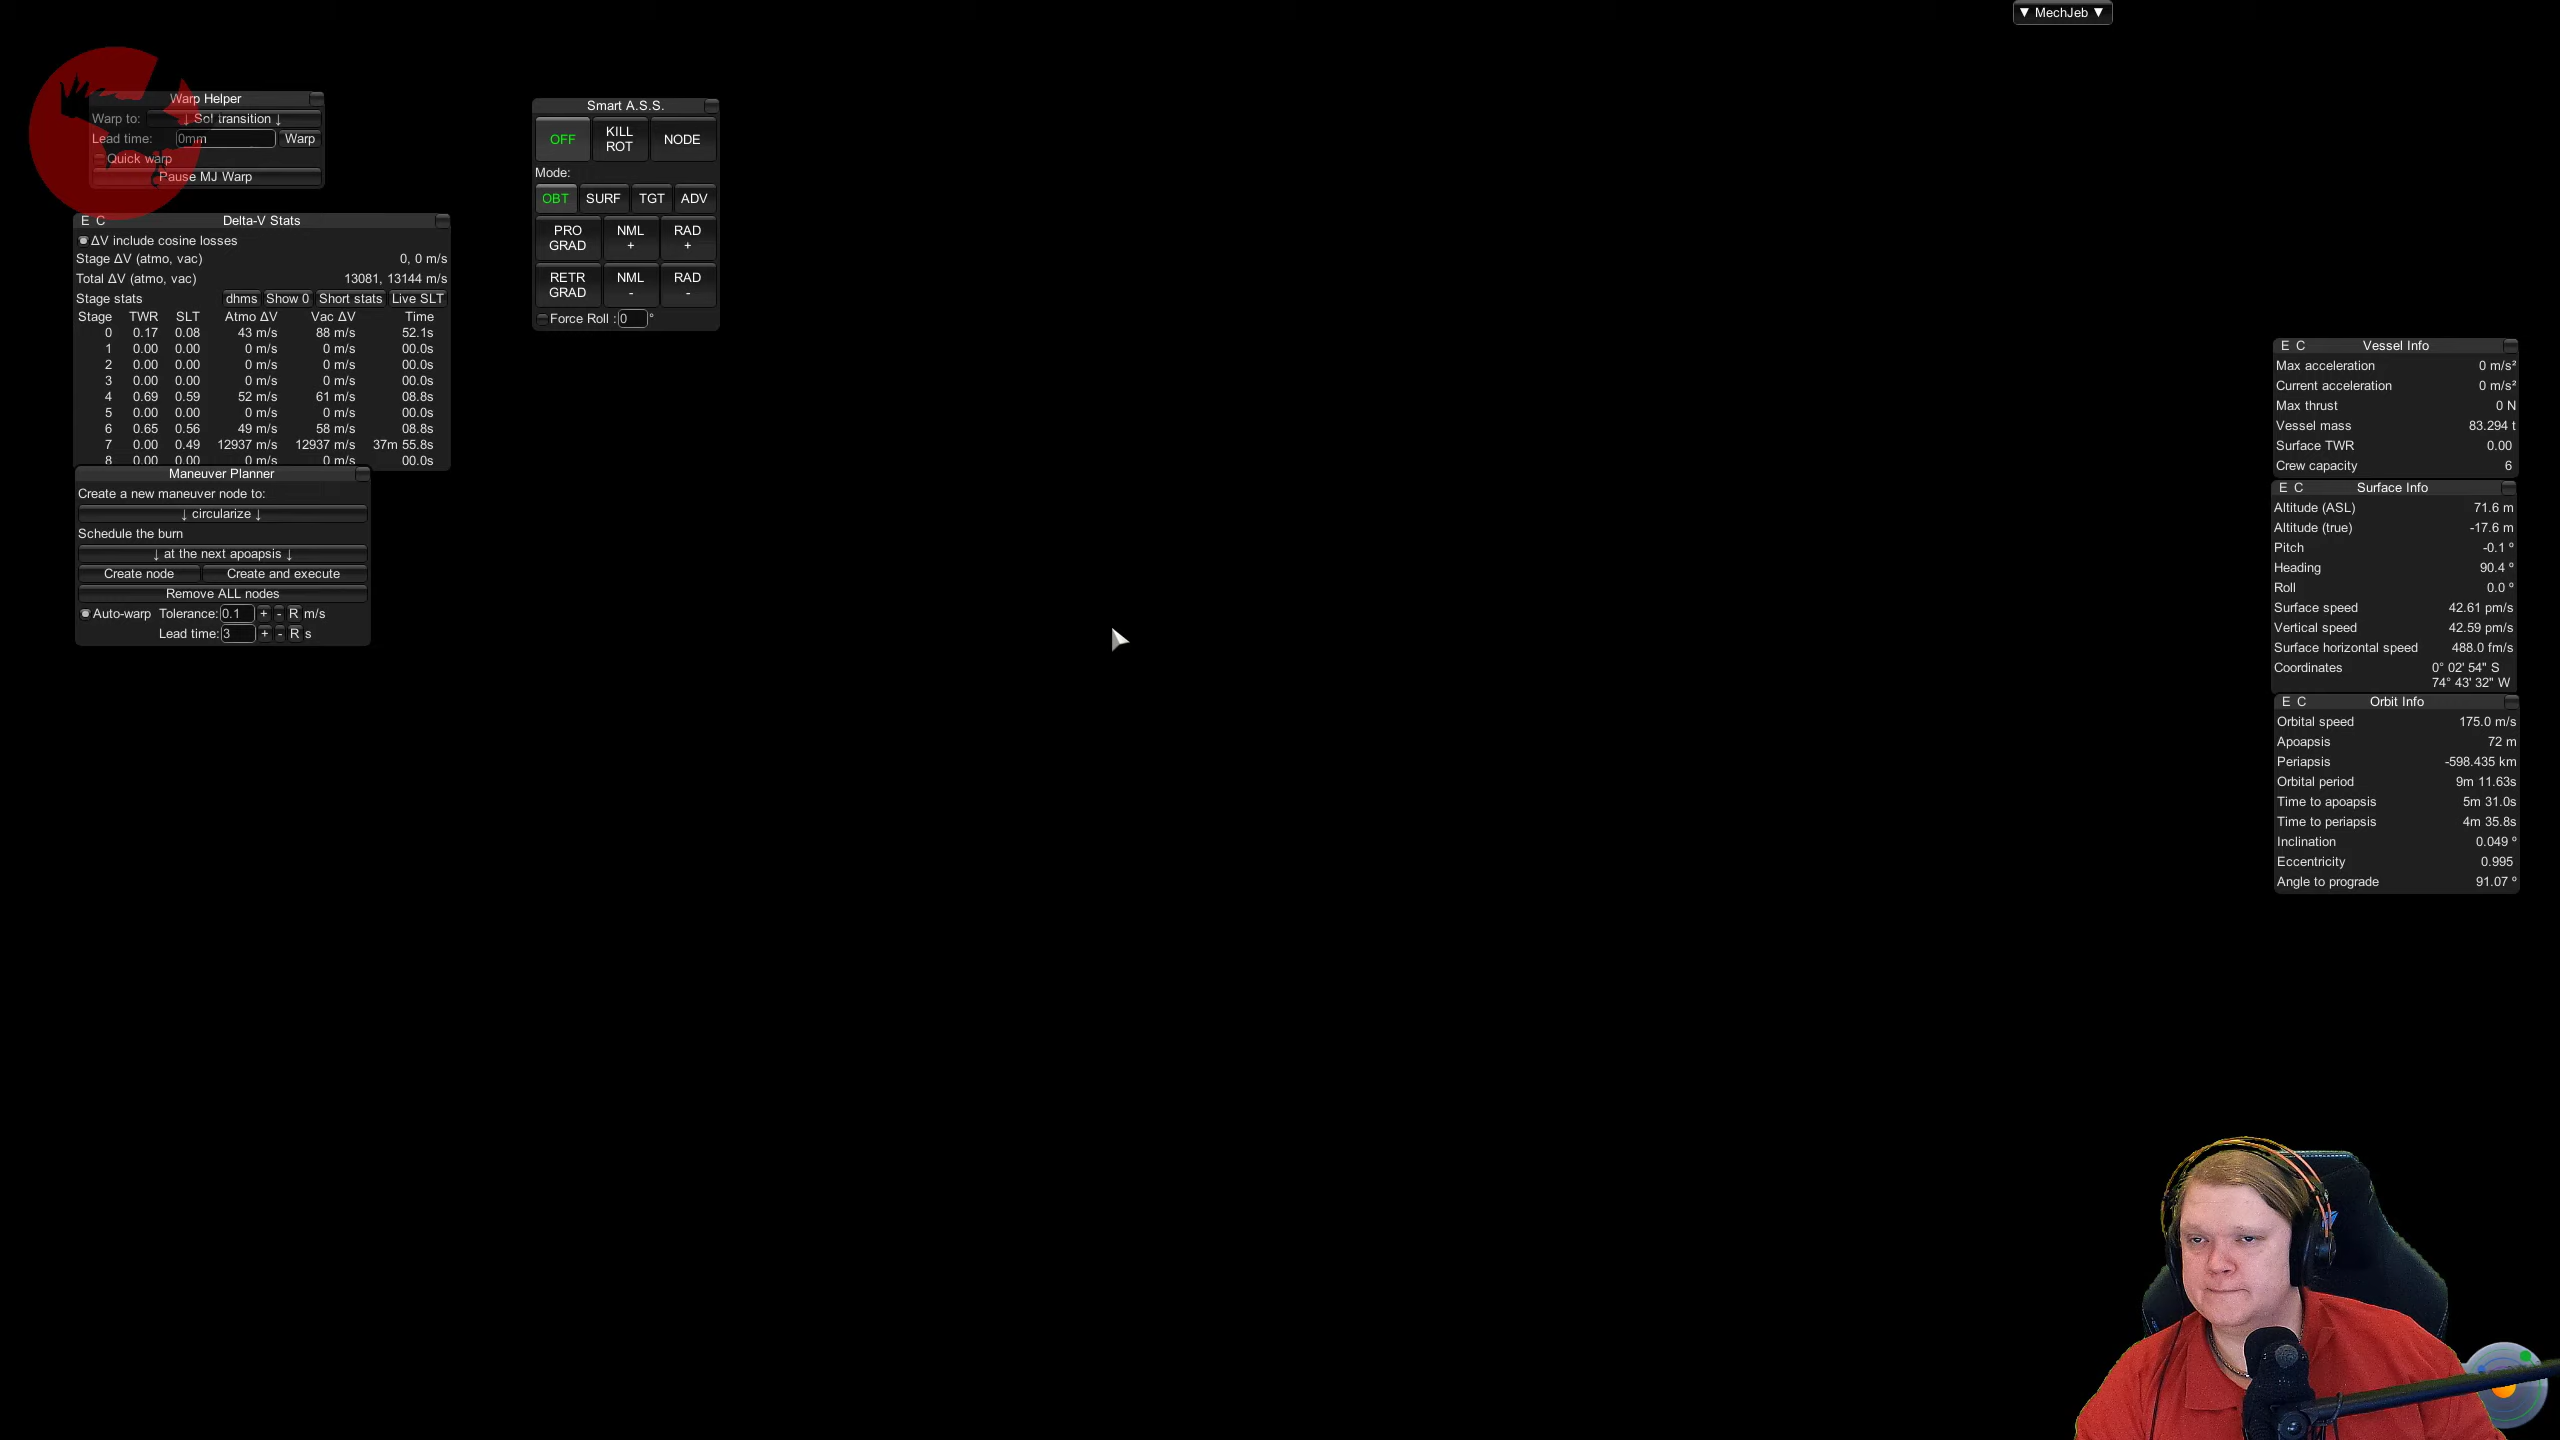 ▼ MechJeb ▼
Warp Helper
Warp to: ↓ SoI transition ↓
Lead time: 0mm Warp
Quick warp
Pause MJ Warp
E C Delta-V Stats
ΔV include cosine losses
Stage ΔV (atmo, vac) 0, 0 m/s
Total ΔV (atmo, vac) 13081, 13144 m/s
Stage stats dhms Show 0 Short stats Live SLT
Stage TWR SLT Atmo ΔV Vac ΔV Time
0 0.17 0.08 43 m/s 88 m/s 52.1s
1 0.00 0.00 0 m/s 0 m/s 00.0s
2 0.00 0.00 0 m/s 0 m/s 00.0s
3 0.00 0.00 0 m/s 0 m/s 00.0s
4 0.69 0.59 52 m/s 61 m/s 08.8s
5 0.00 0.00 0 m/s 0 m/s 00.0s
6 0.65 0.56 49 m/s 58 m/s 08.8s
7 0.00 0.49 12937 m/s 12937 m/s 37m 55.8s
8 0.00 0.00 0 m/s 0 m/s 00.0s
Maneuver Planner
Create a new maneuver node to:
↓ circularize ↓
Schedule the burn
↓ at the next apoapsis ↓
Create node Create and execute
Remove ALL nodes
Auto-warp Tolerance: 0.1 + - R m/s
Lead time: 3 + - R s
Smart A.S.S.
OFF KILL ROT NODE
Mode:
OBT SURF TGT ADV
PRO GRAD NML + RAD +
RETR GRAD NML - RAD -
Force Roll : 0 °
E C Vessel Info
Max acceleration 0 m/s²
Current acceleration 0 m/s²
Max thrust 0 N
Vessel mass 83.294 t
Surface TWR 0.00
Crew capacity 6
E C Surface Info
Altitude (ASL) 71.6 m
Altitude (true) -17.6 m
Pitch -0.1 º
Heading 90.4 º
Roll 0.0 º
Surface speed 42.61 pm/s
Vertical speed 42.59 pm/s
Surface horizontal speed 488.0 fm/s
Coordinates 0° 02' 54" S
74° 43' 32" W
E C Orbit Info
Orbital speed 175.0 m/s
Apoapsis 72 m
Periapsis -598.435 km
Orbital period 9m 11.63s
Time to apoapsis 5m 31.0s
Time to periapsis 4m 35.8s
Inclination 0.049 º
Eccentricity 0.995
Angle to prograde 91.07 º